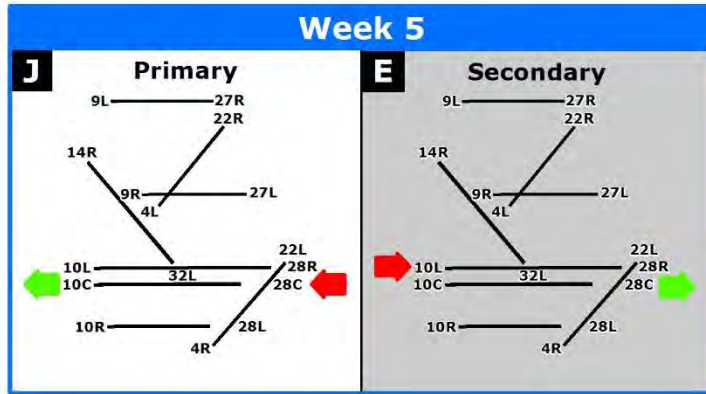 Week 5
J
Primary
9L 27R
22R
14R
9R 27L
4L
22L
10L 28R
32L
10C 28C
10R 28L
4R
E
Secondary
9L 27R
22R
14R
9R 27L
4L
22L
10L 28R
32L
10C 28C
10R 28L
4R